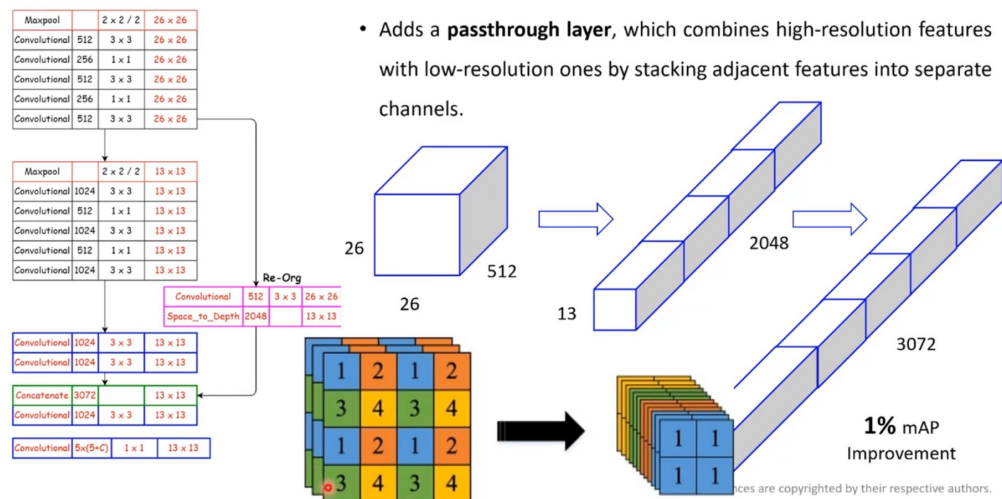 Maxpool 2 x 2 / 2 26 x 26
Convolutional 512 3 x 3 26 x 26
Convolutional 256 1 x 1 26 x 26
Convolutional 512 3 x 3 26 x 26
Convolutional 256 1 x 1 26 x 26
Convolutional 512 3 x 3 26 x 26
Maxpool 2 x 2 / 2 13 x 13
Convolutional 1024 3 x 3 13 x 13
Convolutional 512 1 x 1 13 x 13
Convolutional 1024 3 x 3 13 x 13
Convolutional 512 1 x 1 13 x 13
Convolutional 1024 3 x 3 13 x 13
Re-Org
Convolutional 512 3 x 3 26 x 26
Space_to_Depth 2048 13 x 13
Convolutional 1024 3 x 3 13 x 13
Convolutional 1024 3 x 3 13 x 13
Concatenate 3072 13 x 13
Convolutional 1024 3 x 3 13 x 13
Convolutional 5x(5+C) 1 x 1 13 x 13
• Adds a passthrough layer, which combines high-resolution features
with low-resolution ones by stacking adjacent features into separate
channels.
26
26
512
13
2048
3072
1 2 1 2
3 4 3 4
1 2 1 2
3 4 3 4
1 1
1 1
1% mAP
Improvement
nces are copyrighted by their respective authors.